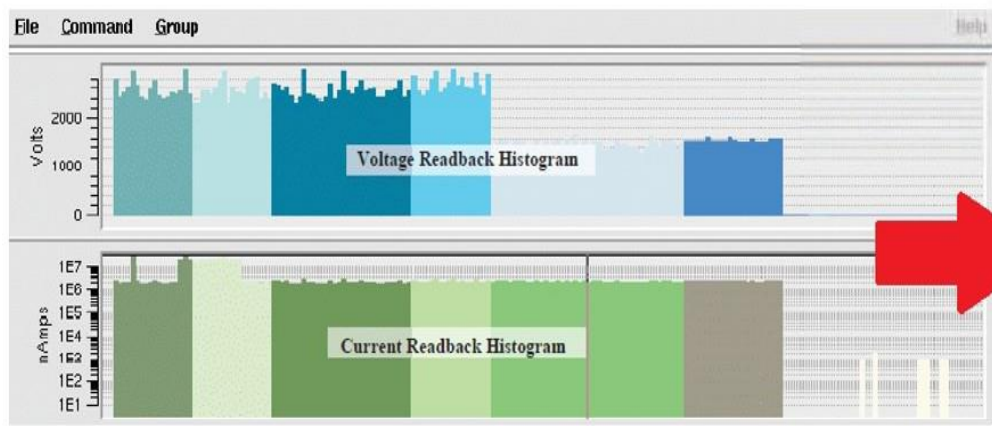 File Command Group Help
Volts
2000
1000
0
Voltage Readback Histogram
nAmps
1E7
1E6
1E5
1E4
1E3
1E2
1E1
Current Readback Histogram